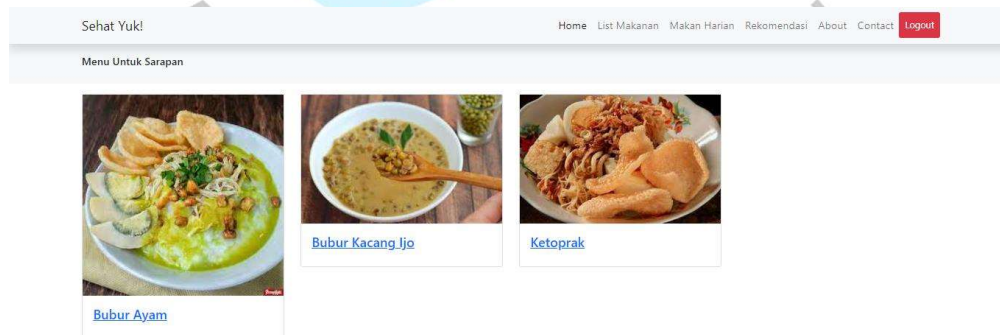 Sehat Yuk!
Home List Makanan Makan Harian Rekomendasi About Contact Logout
Menu Untuk Sarapan
Bubur Kacang Ijo
Ketoprak
Bubur Ayam